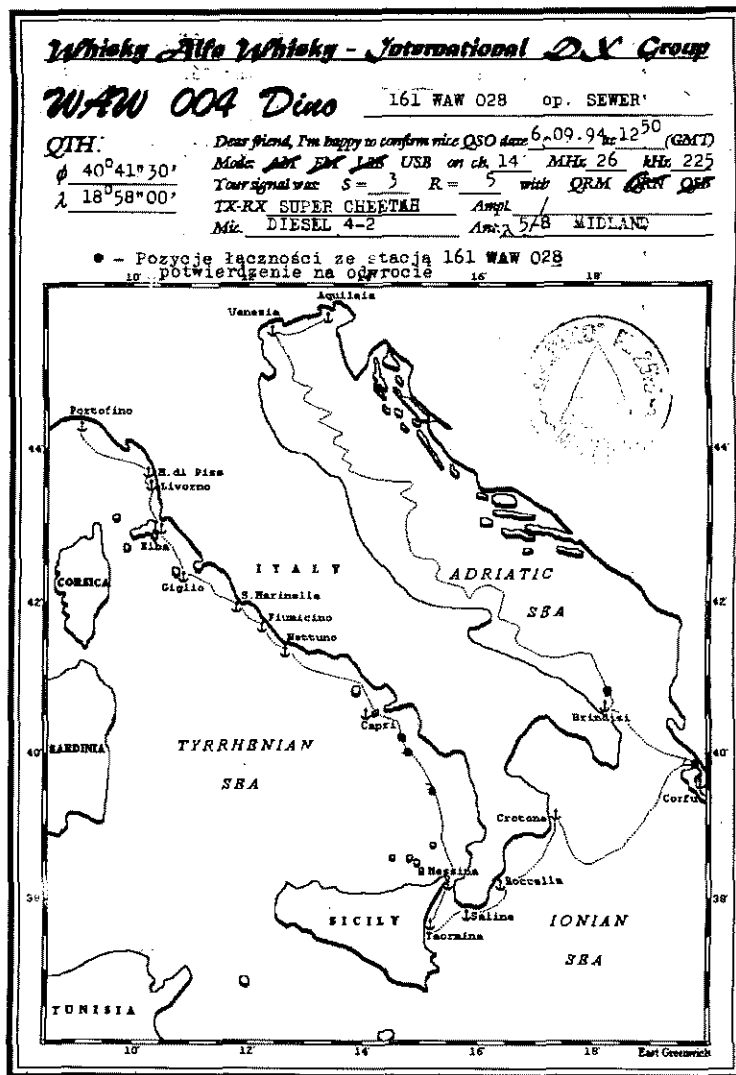 Whisky Alfa Whisky - International DX Group
WAW 004 Dino 161 WAW 028 op. SEWER'
QTH: Dear friend, I'm happy to confirm nice QSO date 6.09.94 at 12⁵⁰ (GMT)
φ 40°41"30' Mode: AM FM LSB USB on ch. 14 MHz 26 kHz 225
λ 18°58"00' Your signal was: S= 3 R= 5 with QRM QRN QSB
TX-RX SUPER CHEETAH Ampl. /
Mic. DIESEL 4-2 Ant. λ 5/8 MIDLAND
● - Pozycję łączności ze stacją 161 WAW 028
potwierdzenie na odwrocie
10' 12' 14' 16' 18'
Aquilaia
Venesia
Portofino
44' 44'
M.di Pisa
Livorno
Elba
ITALY
ADRIATIC
SEA
CORSICA
Giglio
S.Marinella
42' 42'
Fiumicino
Nettuno
Brindisi
Capri
TYRRHENIAN
SEA
40' 40'
SARDINIA
Corfu
Crotone
Messina
Roccella
38' 38'
SICILY
Saline
Taormina
IONIAN
SEA
TUNISIA
10' 12' 14' 16' 18' East Greenwich